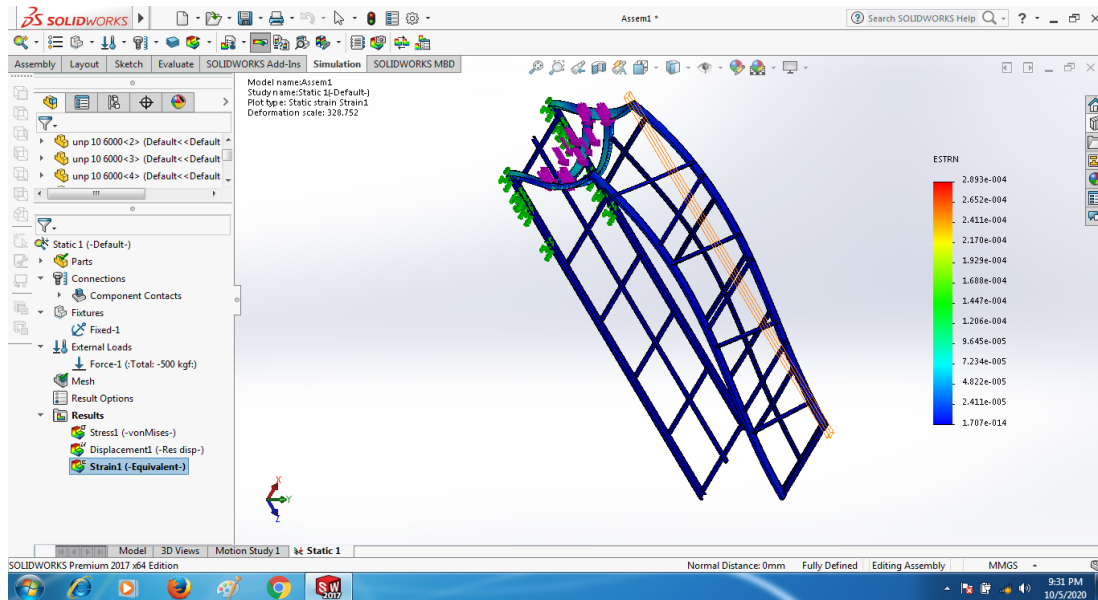 SOLIDWORKS
Assem1 *
Search SOLIDWORKS Help
Assembly Layout Sketch Evaluate SOLIDWORKS Add-Ins Simulation SOLIDWORKS MBD
Model name:Assem1
Study name:Static 1(-Default-)
Plot type: Static strain Strain1
Deformation scale: 328.752
unp 10 6000<2> (Default<<Default
unp 10 6000<3> (Default<<Default
unp 10 6000<4> (Default<<Default
Static 1 (-Default-)
Parts
Connections
Component Contacts
Fixtures
Fixed-1
External Loads
Force-1 (:Total: -500 kgf:)
Mesh
Result Options
Results
Stress1 (-vonMises-)
Displacement1 (-Res disp-)
Strain1 (-Equivalent-)
ESTRN
2.893e-004
2.652e-004
2.411e-004
2.170e-004
1.929e-004
1.688e-004
1.447e-004
1.206e-004
9.645e-005
7.234e-005
4.822e-005
2.411e-005
1.707e-014
X
Y
Z
Model 3D Views Motion Study 1 Static 1
SOLIDWORKS Premium 2017 x64 Edition
Normal Distance: 0mm Fully Defined Editing Assembly MMGS
SW
2017
9:31 PM
10/5/2020